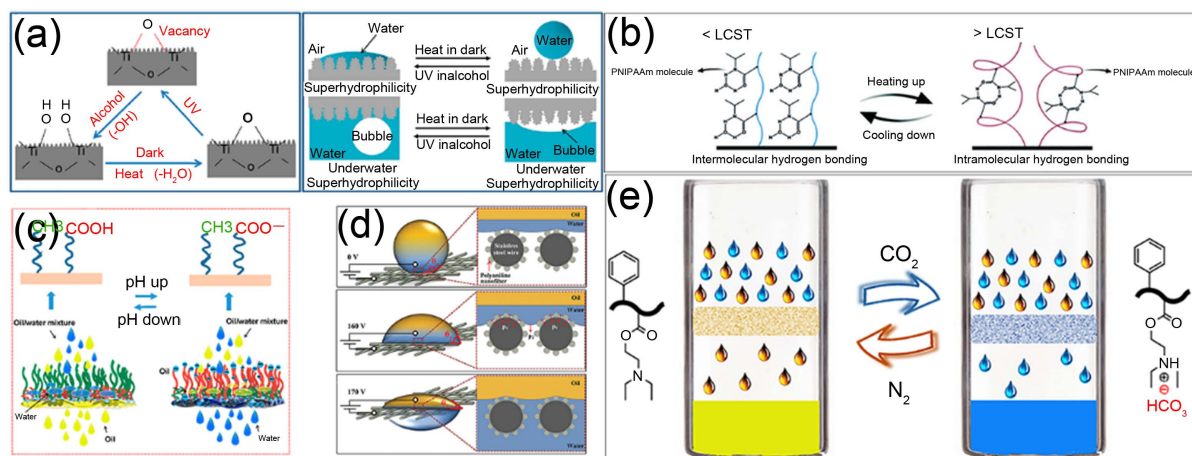 (a)
O
Vacancy
Ti
Ti
O
H H
O O
Alcohol
(-OH)
UV
O
Ti
Ti
O
Dark
Heat (-H2O)
Ti
Ti
O
Water
Air
Superhydrophilicity
Heat in dark
UV inalcohol
Water
Air
Superhydrophilicity
Bubble
Water
Underwater
Superhydrophilicity
Heat in dark
UV inalcohol
Water
Bubble
Underwater
Superhydrophilicity
(b)
< LCST
> LCST
PNIPAAm molecule
PNIPAAm molecule
Heating up
Cooling down
Intermolecular hydrogen bonding
Intramolecular hydrogen bonding
(c)
CH3 COOH
CH3 COO—
pH up
pH down
Oil/water mixture
Oil/water mixture
Oil
Water
Oil
Water
(d)
0 V
θ
Oil
Water
Stainless
steel wire
Polyaniline
nanofiber
160 V
θ
Oil
Water
170 V
θ
Oil
Water
(e)
O
O
N
CO2
N2
O
O
NH
⊕
⊖
HCO3